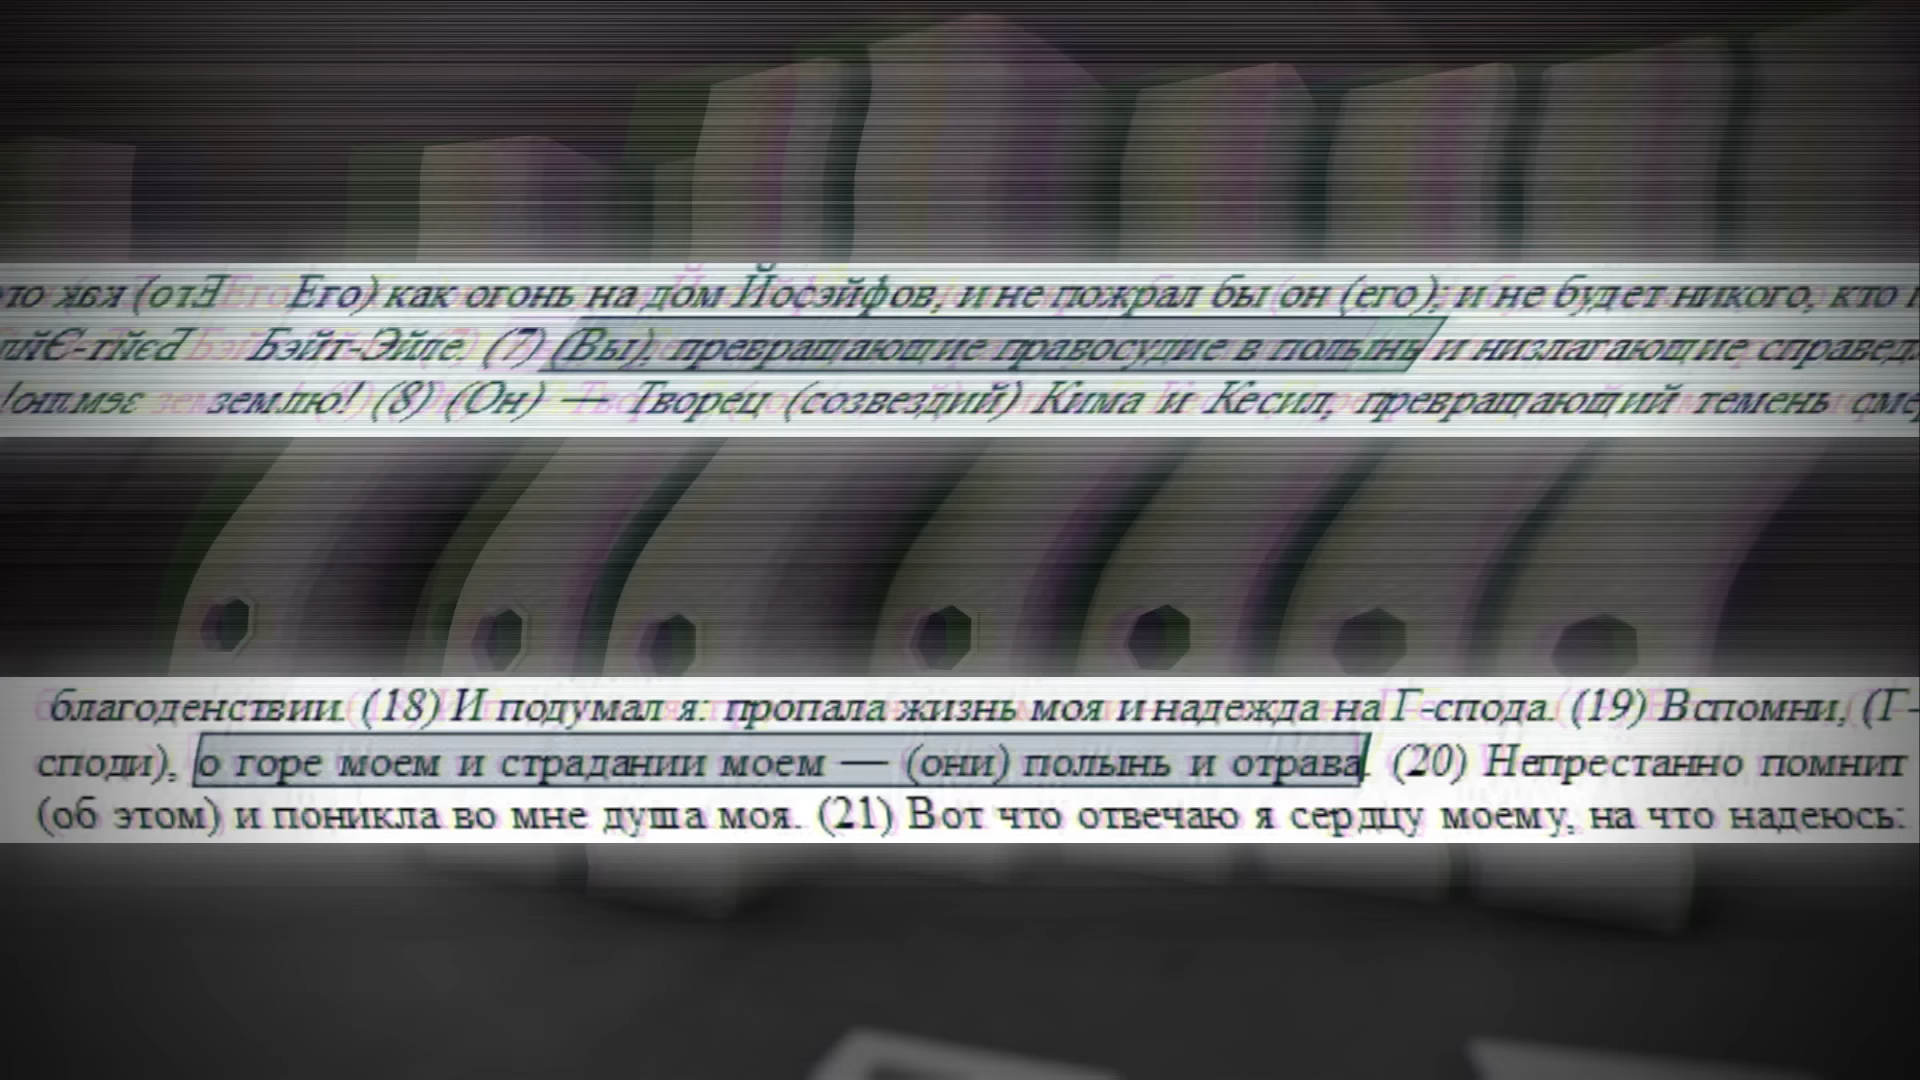 (от Его) как огонь на дом Йосэйфов, и не пожрал бы он (его); и не будет никого, кто
Бэйт-Эйле. (7) (Вы), превращающие правосудие в полынь и низлагающие
землю! (8) (Он) — Творец (созвездий) Кима и Кесил, превращающий темень
благоденствии. (18) И подумал я: пропала жизнь моя и надежда на Г-спода. (19) Вспомни, (Г-
споди), о горе моем и страдании моем — (они) полынь и отрава. (20) Непрестанно помнит
(об этом) и поникла во мне душа моя. (21) Вот что отвечаю я сердцу моему, на что надеюсь: